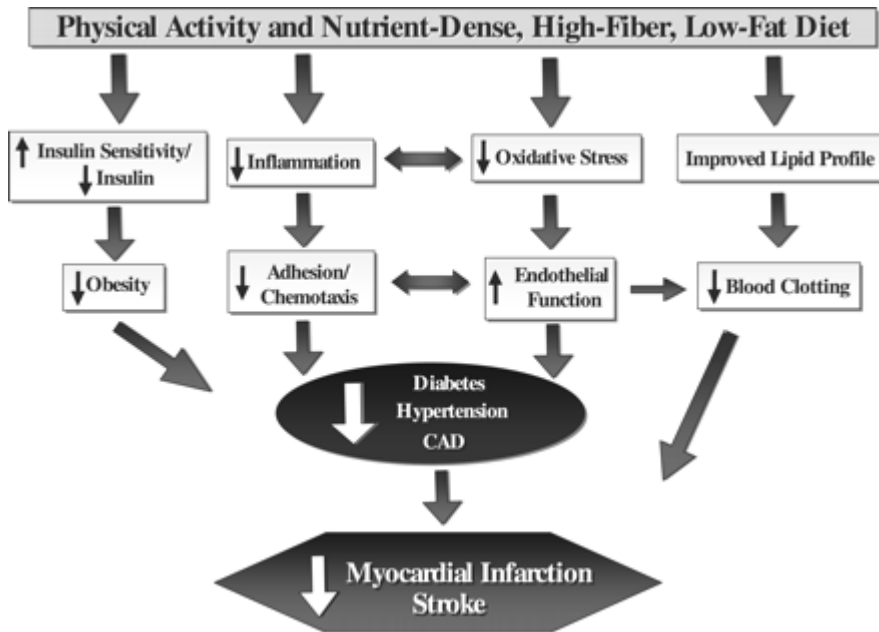 Physical Activity and Nutrient-Dense, High-Fiber, Low-Fat Diet
Insulin Sensitivity/
Insulin
Inflammation
Oxidative Stress
Improved Lipid Profile
Obesity
Adhesion/
Chemotaxis
Endothelial
Function
Blood Clotting
Diabetes
Hypertension
CAD
Myocardial Infarction
Stroke